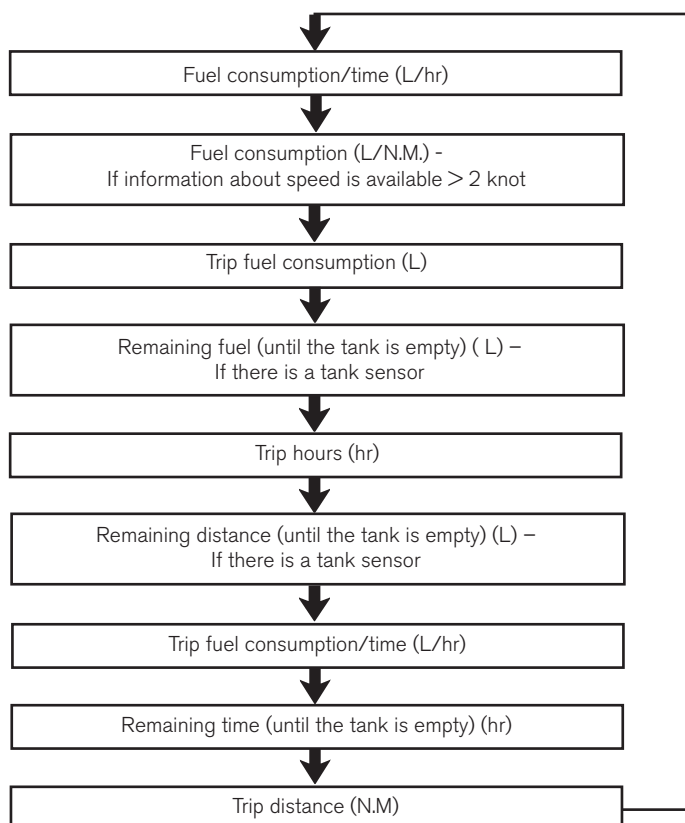 Fuel consumption/time (L/hr)
Fuel consumption (L/N.M.) -
If information about speed is available > 2 knot
Trip fuel consumption (L)
Remaining fuel (until the tank is empty) ( L) –
If there is a tank sensor
Trip hours (hr)
Remaining distance (until the tank is empty) (L) –
If there is a tank sensor
Trip fuel consumption/time (L/hr)
Remaining time (until the tank is empty) (hr)
Trip distance (N.M)